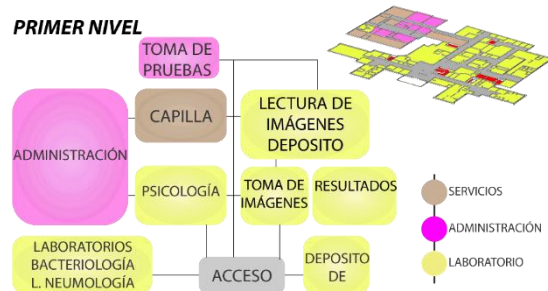 PRIMER NIVEL
TOMA DE
PRUEBAS
ADMINISTRACIÓN
CAPILLA
LECTURA DE
IMÁGENES
DEPOSITO
PSICOLOGÍA
TOMA DE
IMÁGENES
RESULTADOS
LABORATORIOS
BACTERIOLOGÍA
L. NEUMOLOGÍA
ACCESO
DEPOSITO
DE
SERVICIOS
ADMINISTRACIÓN
LABORATORIO